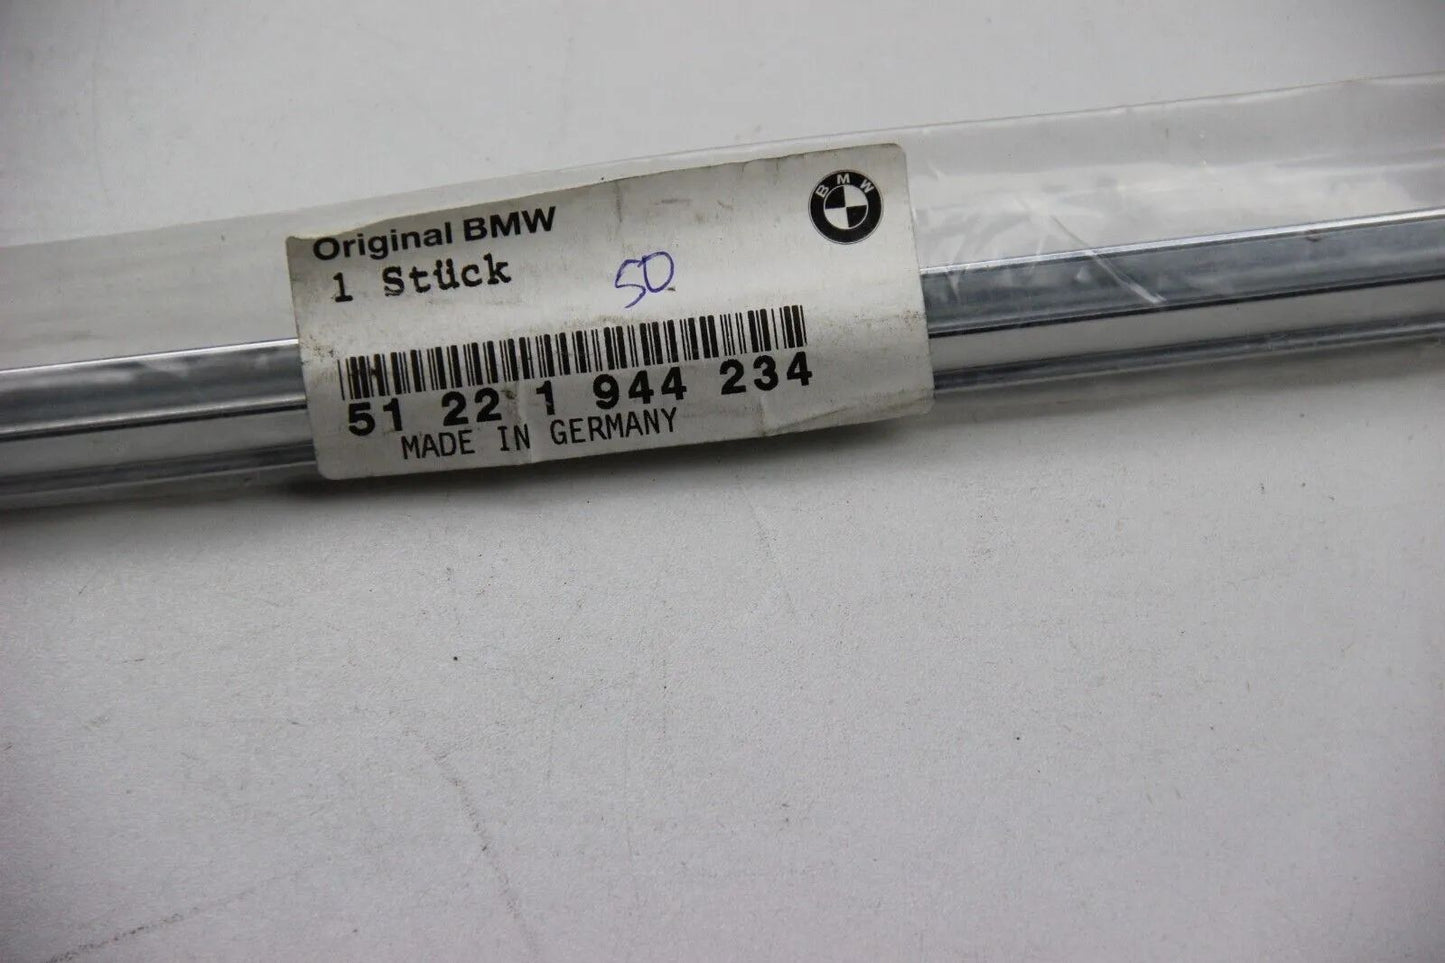 Original BMW
BMW
1 Stück
50
51 22 1 944 234
MADE IN GERMANY